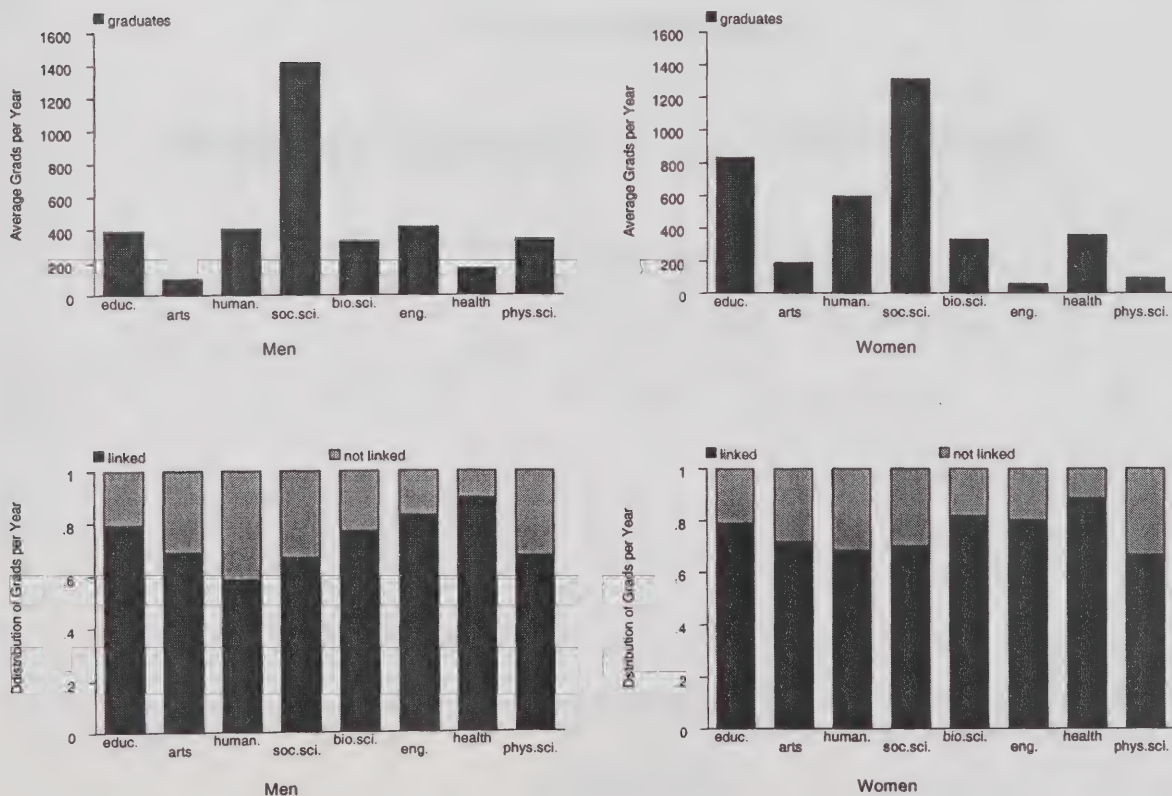 graduates
1600
1400
1200
1000
800
600
400
200
0
Average Grads per Year
educ.
arts
human.
soc.sci.
bio.sci.
eng.
health
phys.sci.
Men
graduates
1600
1400
1200
1000
800
600
400
200
0
Average Grads per Year
educ.
arts
human.
soc.sci.
bio.sci.
eng.
health
phys.sci.
Women
linked not linked
1
.8
.6
.4
.2
0
Ddistribution of Grads per Year
educ.
arts
human.
soc.sci.
bio.sci.
eng.
health
phys.sci.
Men
linked not linked
1
.8
.6
.4
.2
0
Distribution of Grads per Year
educ.
arts
human.
soc.sci.
bio.sci.
eng.
health
phys.sci.
Women